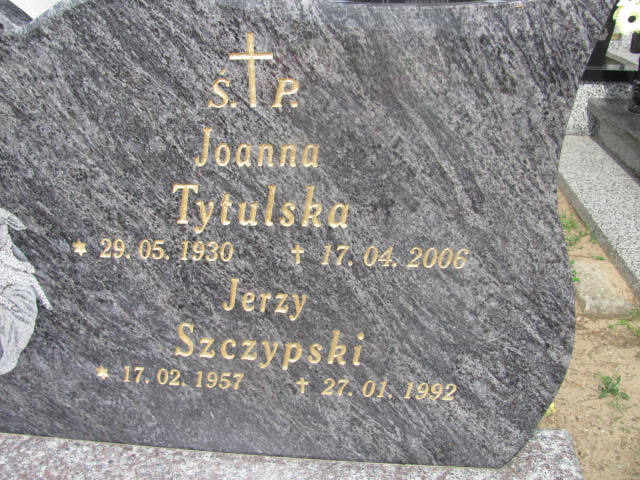 Ś. P.
Joanna
Tytulska
* 29. 05. 1930 † 17. 04. 2006
Jerzy
Szczypski
* 17. 02. 1957 † 27. 01. 1992